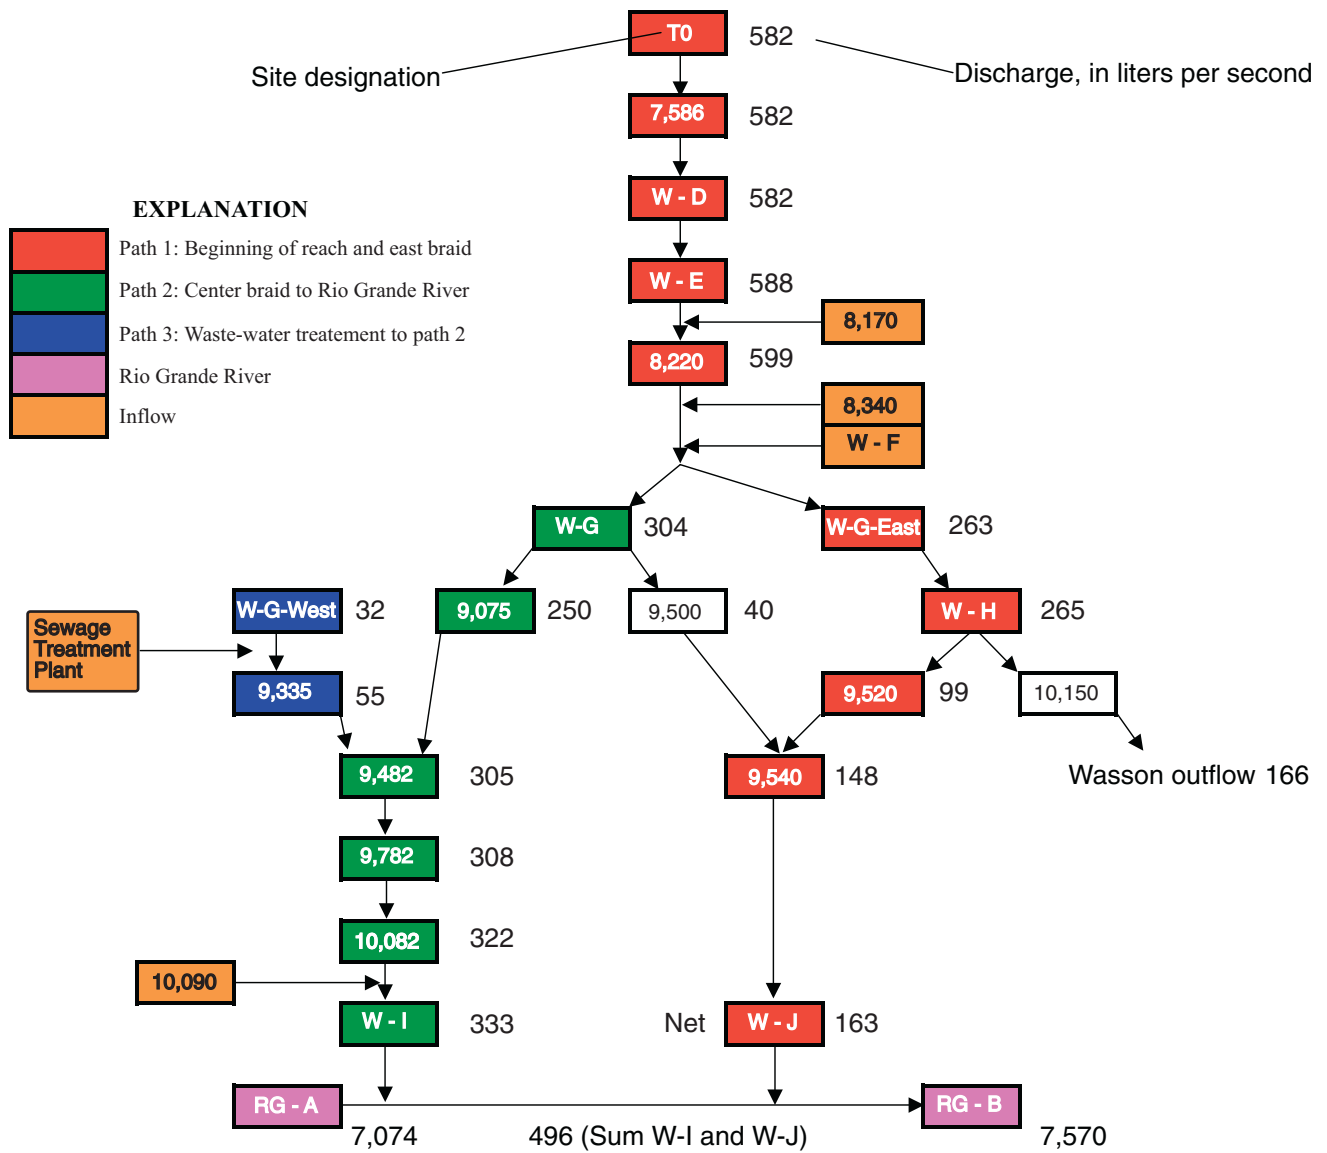 T0 582
Site designation
Discharge, in liters per second
7,586 582
W - D 582
EXPLANATION
Path 1: Beginning of reach and east braid
Path 2: Center braid to Rio Grande River
Path 3: Waste-water treatement to path 2
Rio Grande River
Inflow
W - E 588
8,170
8,220 599
8,340
W - F
W-G 304
W-G-East 263
W-G-West 32
9,075 250
9,500 40
W - H 265
Sewage
Treatment
Plant
9,335 55
9,520 99
10,150
9,482 305
9,540 148
Wasson outflow 166
9,782 308
10,082 322
10,090
W - I 333
Net W - J 163
RG - A
RG - B
7,074
496 (Sum W-I and W-J)
7,570